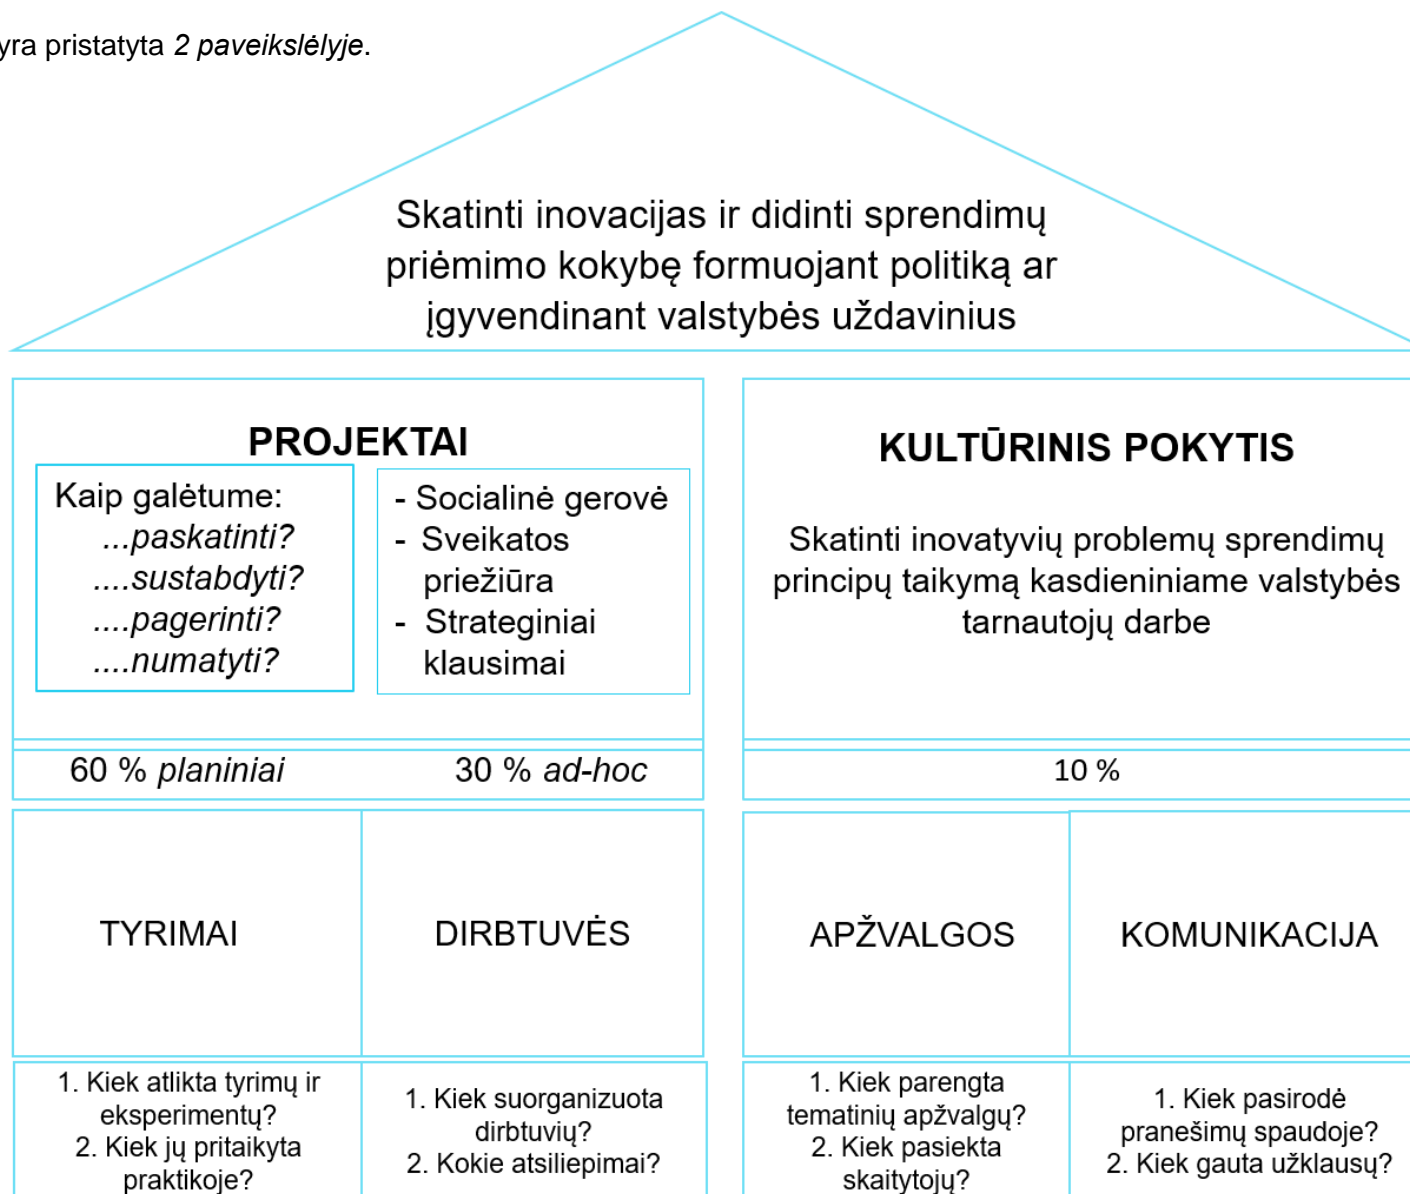 yra pristatyta 2 paveikslėlyje.
Skatinti inovacijas ir didinti sprendimų
priėmimo kokybę formuojant politiką ar
įgyvendinant valstybės uždavinius
PROJEKTAI
Kaip galėtume:
...paskatinti?
....sustabdyti?
....pagerinti?
....numatyti?
- Socialinė gerovė
- Sveikatos
priežiūra
- Strateginiai
klausimai
60 % planiniai
30 % ad-hoc
KULTŪRINIS POKYTIS
Skatinti inovatyvių problemų sprendimų
principų taikymą kasdieniniame valstybės
tarnautojų darbe
10 %
TYRIMAI
DIRBTUVĖS
APŽVALGOS
KOMUNIKACIJA
1. Kiek atlikta tyrimų ir
eksperimentų?
2. Kiek jų pritaikyta
praktikoje?
1. Kiek suorganizuota
dirbtuvių?
2. Kokie atsiliepimai?
1. Kiek parengta
tematinių apžvalgų?
2. Kiek pasiekta
skaitytojų?
1. Kiek pasirodė
pranešimų spaudoje?
2. Kiek gauta užklausų?